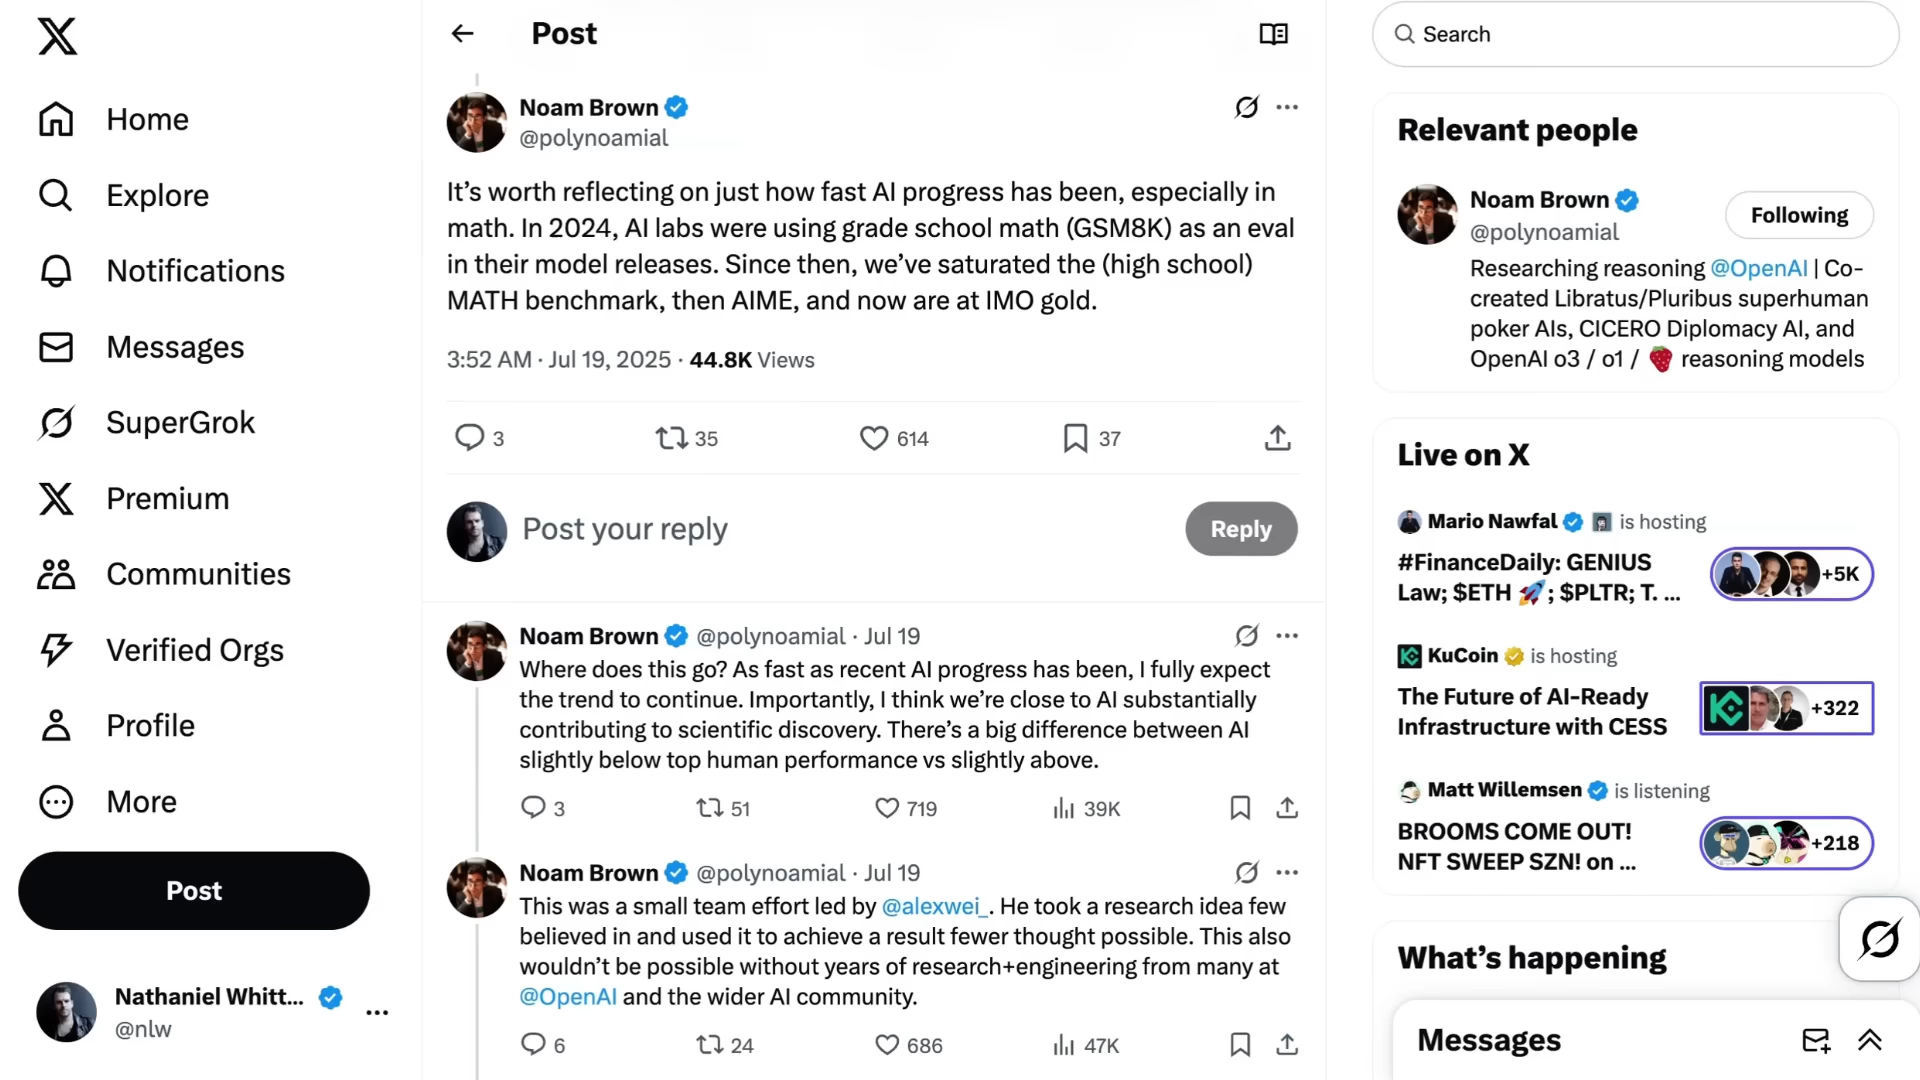 Home
Explore
Notifications
Messages
SuperGrok
Premium
Communities
Verified Orgs
Profile
More
Post
Nathaniel Whitt...
@nlw
Post
Noam Brown
@polynoamial
It's worth reflecting on just how fast AI progress has been, especially in
math. In 2024, AI labs were using grade school math (GSM8K) as an eval
in their model releases. Since then, we've saturated the (high school)
MATH benchmark, then AIME, and now are at IMO gold.
3:52 AM · Jul 19, 2025 · 44.8K Views
3 35 614 37
Post your reply
Reply
Noam Brown @polynoamial · Jul 19
Where does this go? As fast as recent AI progress has been, I fully expect
the trend to continue. Importantly, I think we're close to AI substantially
contributing to scientific discovery. There's a big difference between AI
slightly below top human performance vs slightly above.
3 51 719 39K
Noam Brown @polynoamial · Jul 19
This was a small team effort led by @alexwei_. He took a research idea few
believed in and used it to achieve a result fewer thought possible. This also
wouldn't be possible without years of research+engineering from many at
@OpenAI and the wider AI community.
6 24 686 47K
Search
Relevant people
Noam Brown
@polynoamial
Following
Researching reasoning @OpenAI | Co-
created Libratus/Pluribus superhuman
poker AIs, CICERO Diplomacy AI, and
OpenAI o3 / o1 / 🍓 reasoning models
Live on X
Mario Nawfal is hosting
#FinanceDaily: GENIUS
Law; $ETH 🚀; $PLTR; T. ...
+5K
KuCoin is hosting
The Future of AI-Ready
Infrastructure with CESS
+322
Matt Willemsen is listening
BROOMS COME OUT!
NFT SWEEP SZN! on ...
+218
What's happening
Messages